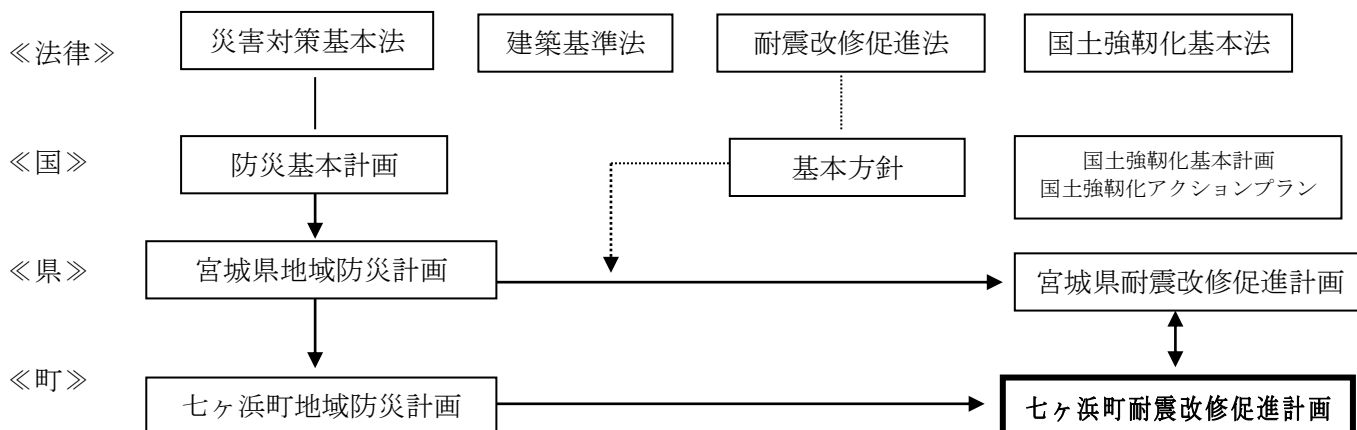 ≪法律≫
災害対策基本法
建築基準法
耐震改修促進法
国土強靱化基本法
≪国≫
防災基本計画
基本方針
国土強靱化基本計画
国土強靱化アクションプラン
≪県≫
宮城県地域防災計画
宮城県耐震改修促進計画
≪町≫
七ヶ浜町地域防災計画
七ヶ浜町耐震改修促進計画